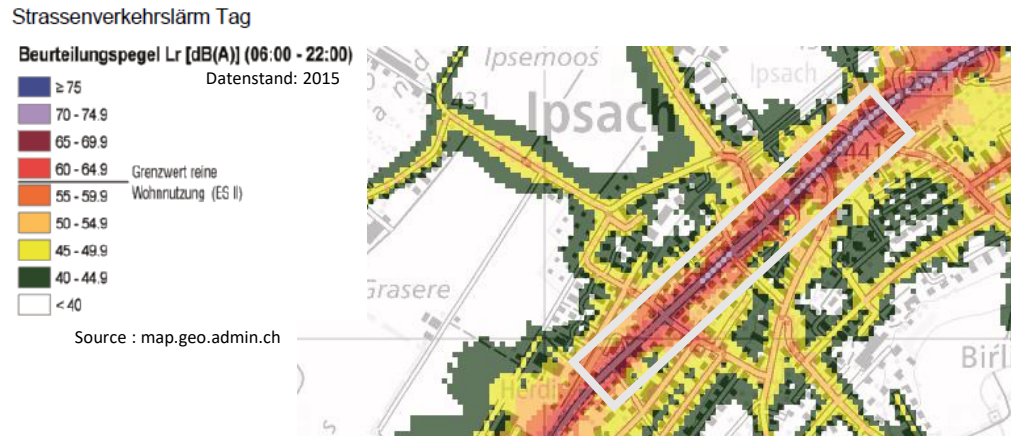 Strassenverkehrslärm Tag
Beurteilungspegel Lr [dB(A)] (06:00 - 22:00)
Datenstand: 2015
≥ 75
70 - 74.9
65 - 69.9
60 - 64.9
Grenzwert reine
Wohnnutzung (ES II)
55 - 59.9
50 - 54.9
45 - 49.9
40 - 44.9
< 40
Source : map.geo.admin.ch
Ipsemoos
Ipsach
Ipsach
431
441
Grasere
Birli